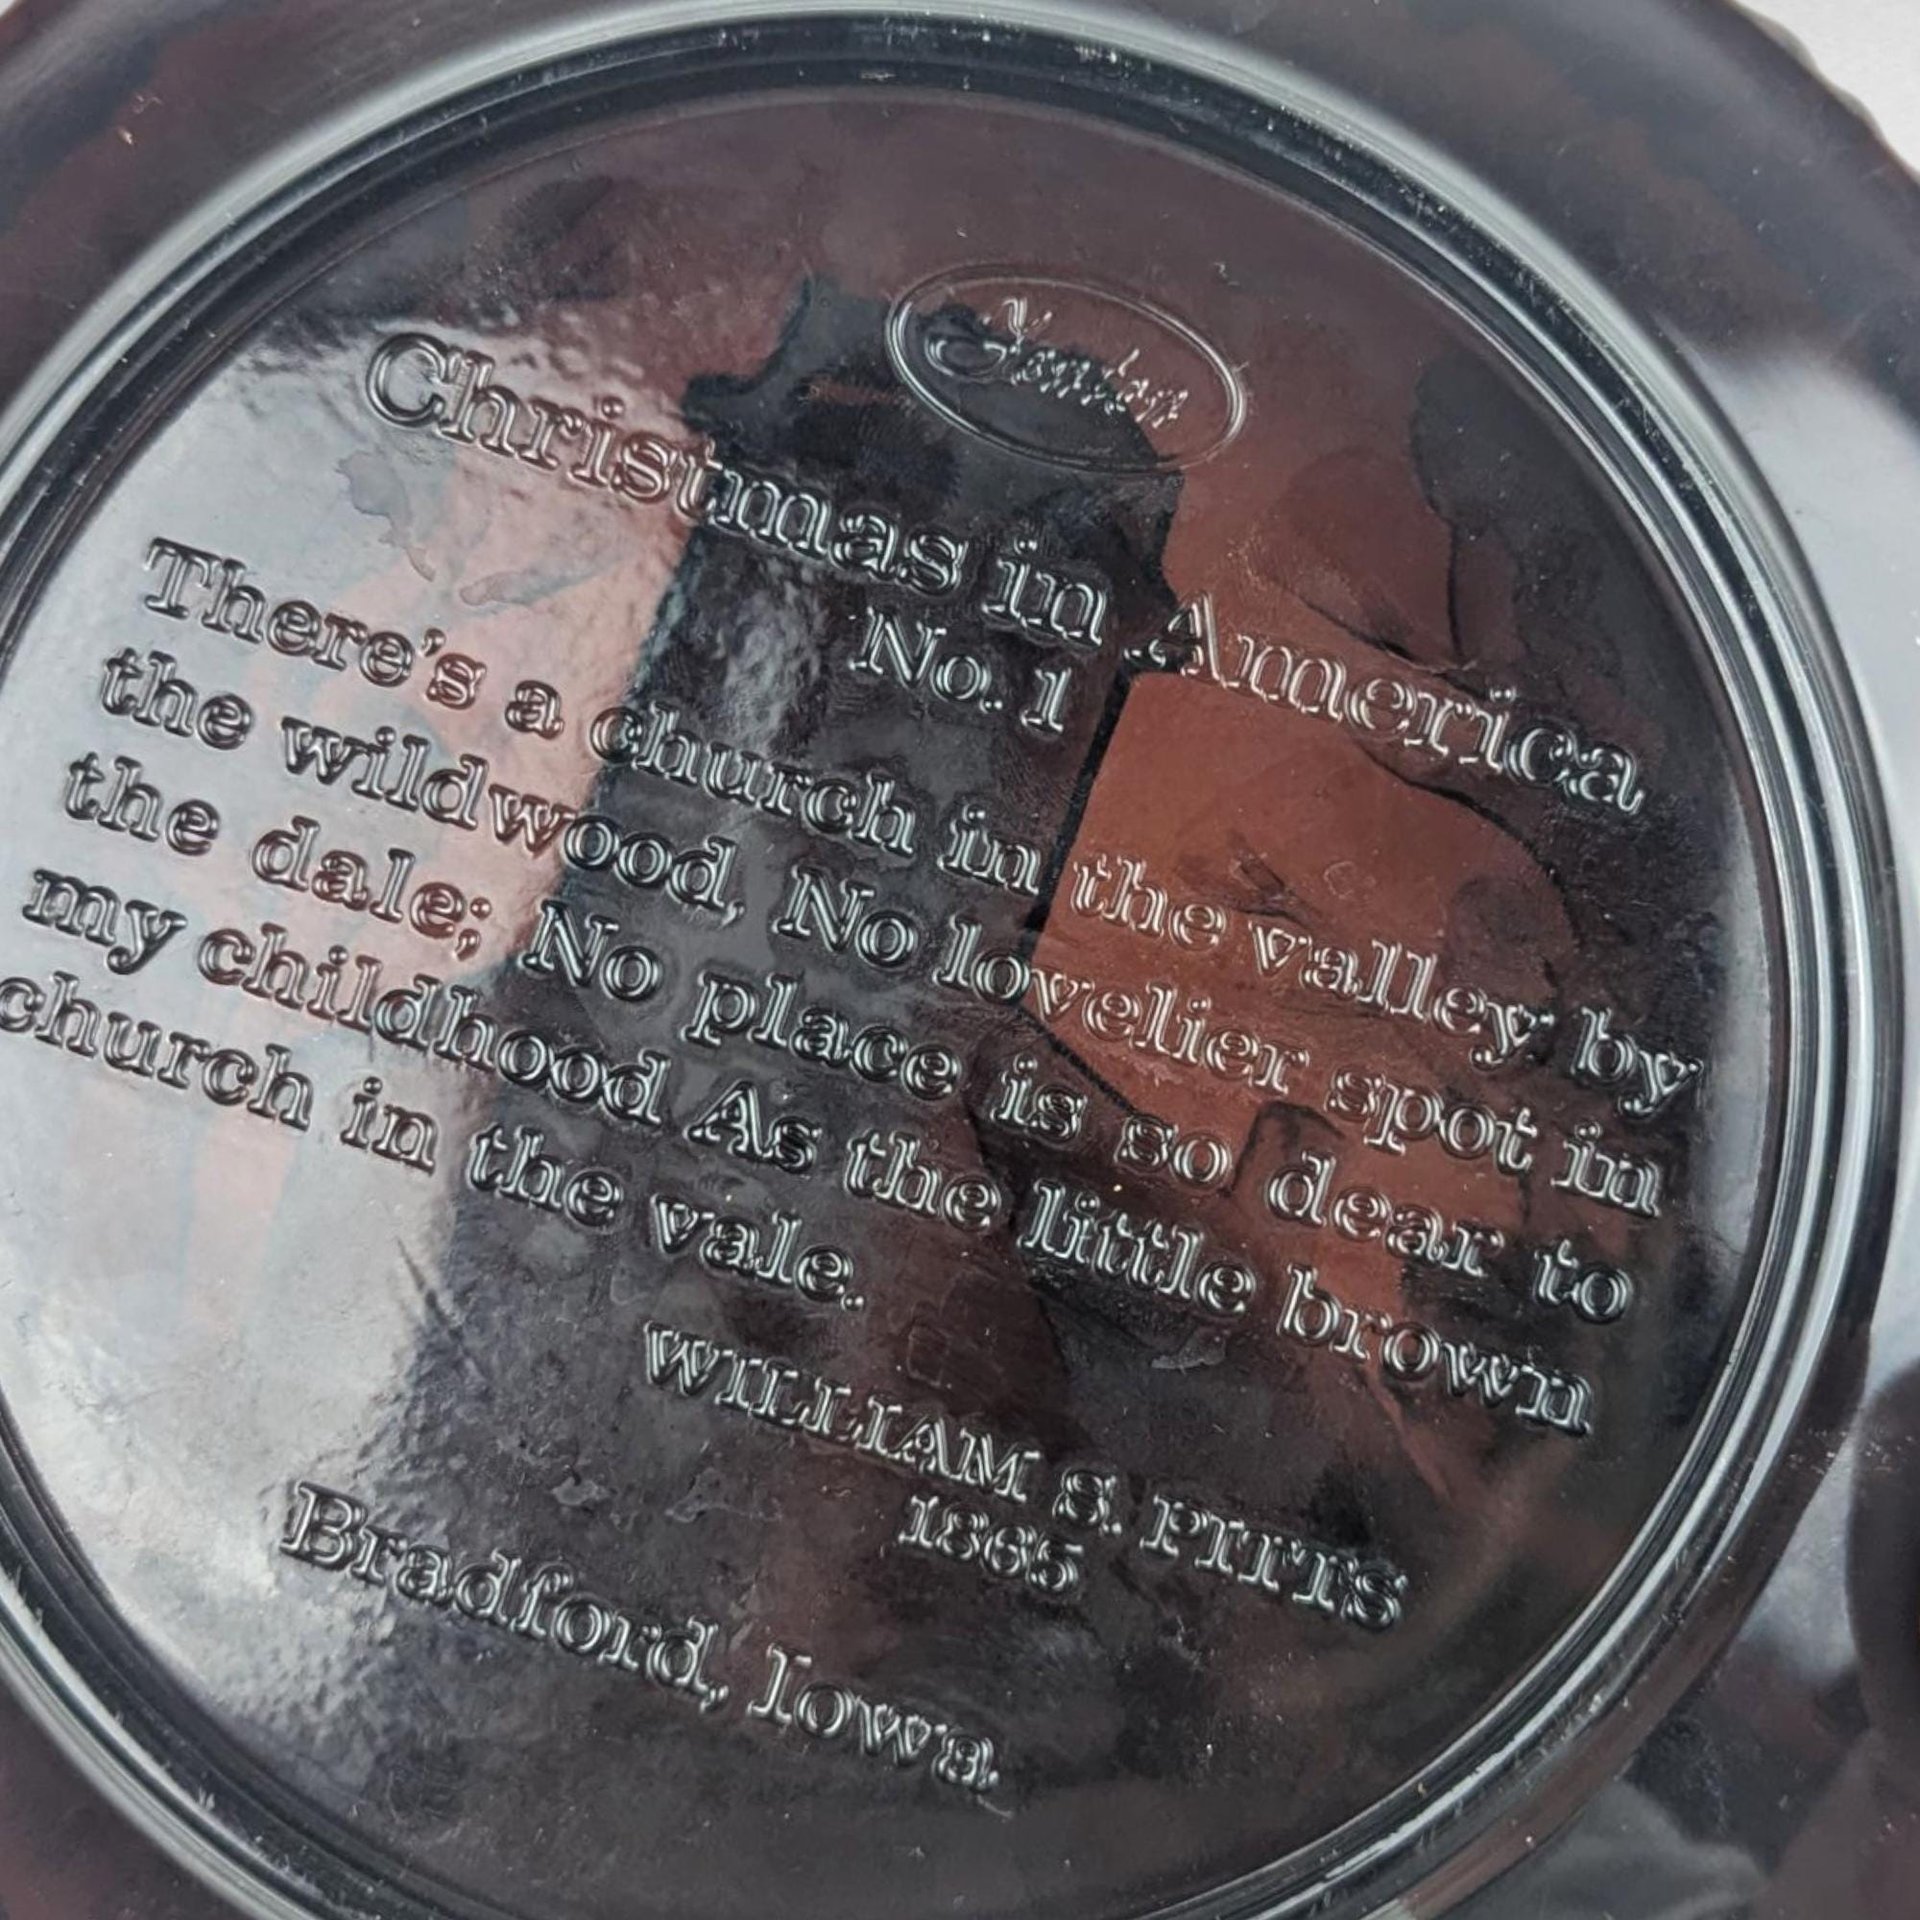 Fenton
Christmas in America
No. 1
There's a church in the valley by
the wildwood, No lovelier spot in
the dale; No place is so dear to
my childhood As the little brown
church in the vale.
WILLIAM S. PITTS
1865
Bradford, Iowa